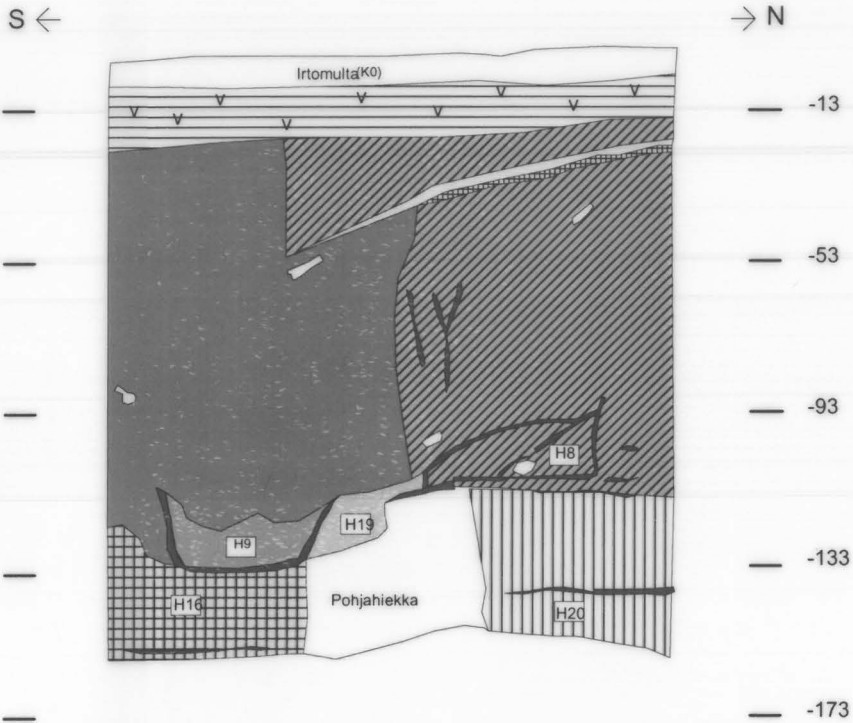 S ← → N
Irtomulta(K0)
-13
-53
-93
H8
H19
H9
-133
H16
Pohjahiekka
H20
-173